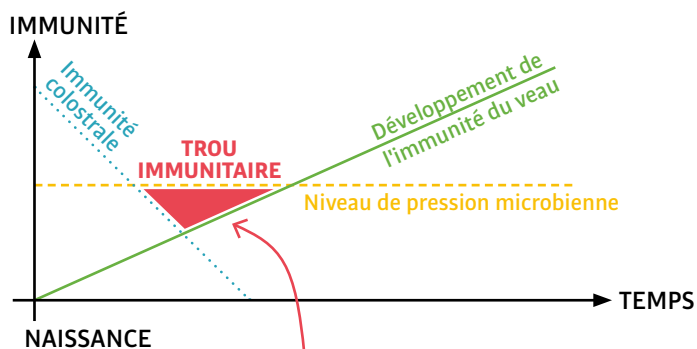 IMMUNITÉ
Immunité
colostrale
TROU
IMMUNITAIRE
Développement de
l'immunité du veau
Niveau de pression microbienne
TEMPS
NAISSANCE